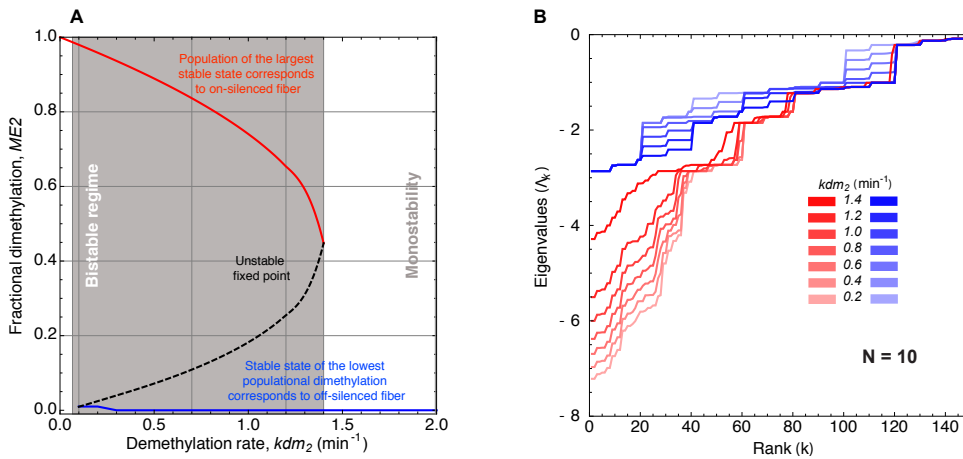 A
Fractional dimethylation, ME2
1.0
0.8
0.6
0.4
0.2
0.0
0.0
0.5
1.0
1.5
2.0
Demethylation rate, kdm2 (min-1)
Population of the largest
stable state corresponds
to on-silenced fiber
Bistable regime
Monostability
Unstable
fixed point
Stable state of the lowest
populational dimethylation
corresponds to off-silenced fiber
B
Eigenvalues (Λk)
0
- 2
- 4
- 6
- 8
0
20
40
60
80
100
120
140
Rank (k)
kdm2 (min-1)
1.4
1.2
1.0
0.8
0.6
0.4
0.2
N = 10